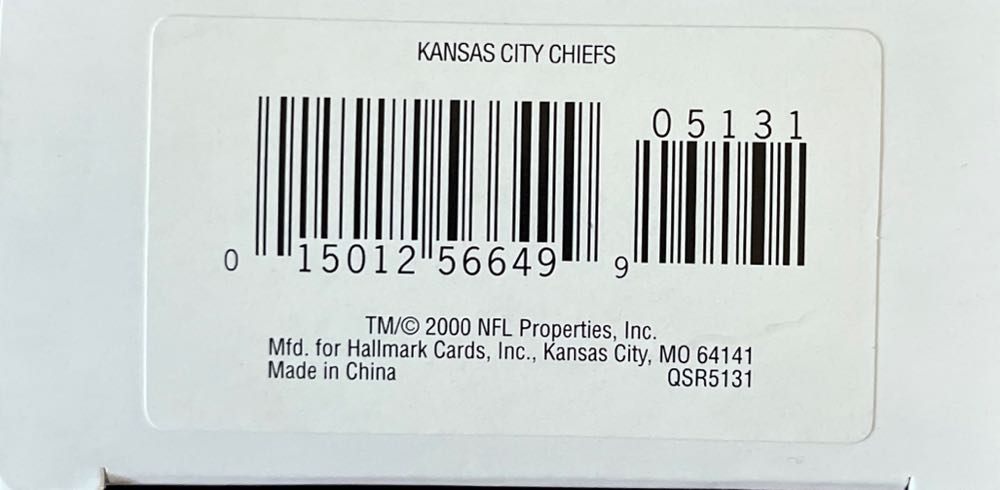 KANSAS CITY CHIEFS
05131
0 15012 56649 9
TM/© 2000 NFL Properties, Inc.
Mfd. for Hallmark Cards, Inc., Kansas City, MO 64141
Made in China QSR5131